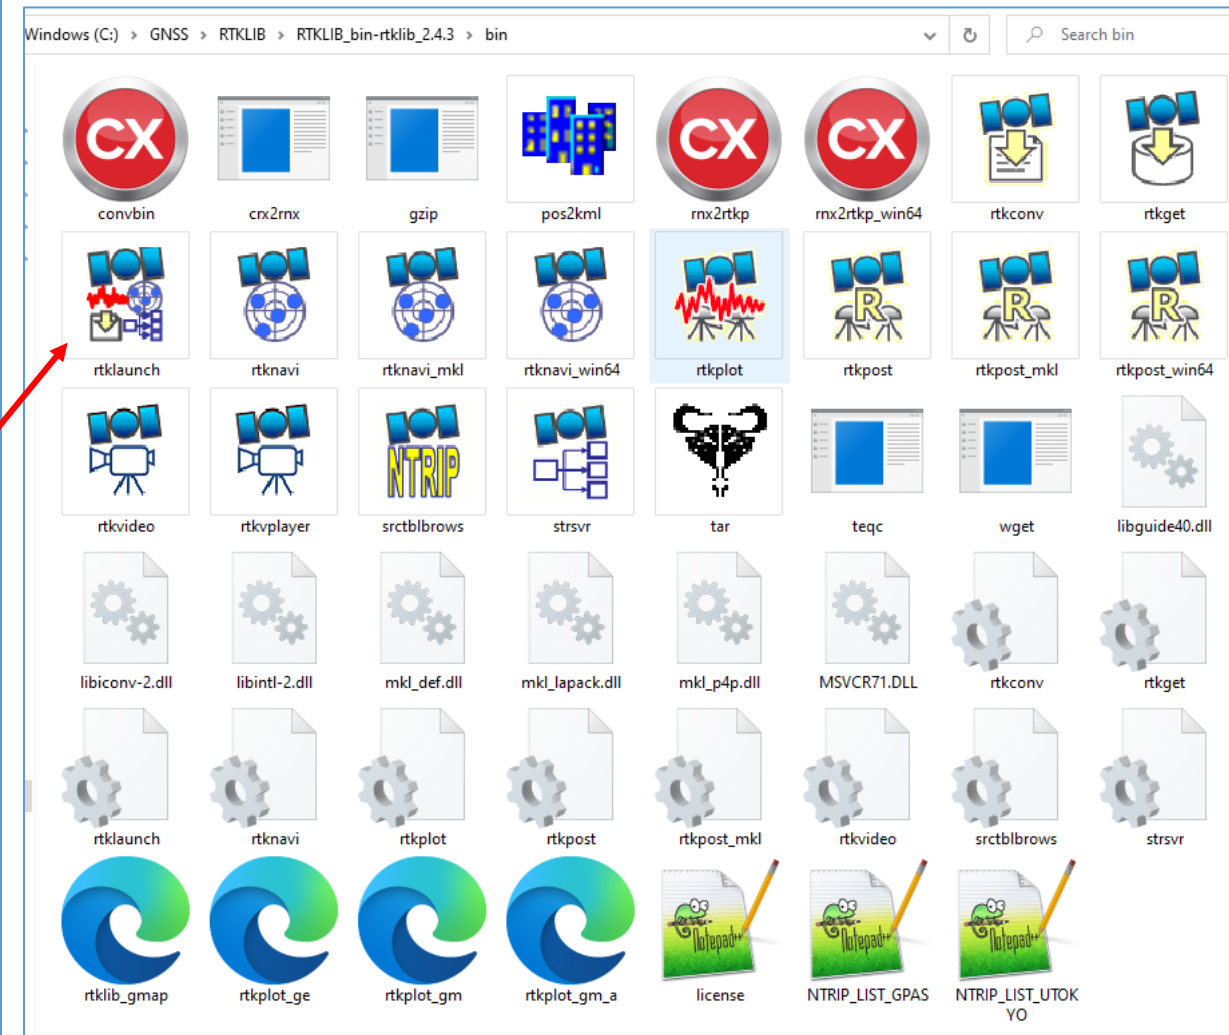 Windows (C:) > GNSS > RTKLIB > RTKLIB_bin-rtklib_2.4.3 > bin
Search bin
CX
CX
CX
convbin
crx2rnx
gzip
pos2kml
rnx2rtkp
rnx2rtkp_win64
rtkconv
rtkget
R
R
R
rtklaunch
rtknavi
rtknavi_mkl
rtknavi_win64
rtkplot
rtkpost
rtkpost_mkl
rtkpost_win64
NTRIP
rtkvideo
rtkvplayer
srctblbrows
strsvr
tar
teqc
wget
libguide40.dll
libiconv-2.dll
libintl-2.dll
mkl_def.dll
mkl_lapack.dll
mkl_p4p.dll
MSVCR71.DLL
rtkconv
rtkget
rtklaunch
rtknavi
rtkplot
rtkpost
rtkpost_mkl
rtkvideo
srctblbrows
strsvr
Notepad++
Notepad++
Notepad++
rtklib_gmap
rtkplot_ge
rtkplot_gm
rtkplot_gm_a
license
NTRIP_LIST_GPAS
NTRIP_LIST_UTOK
YO